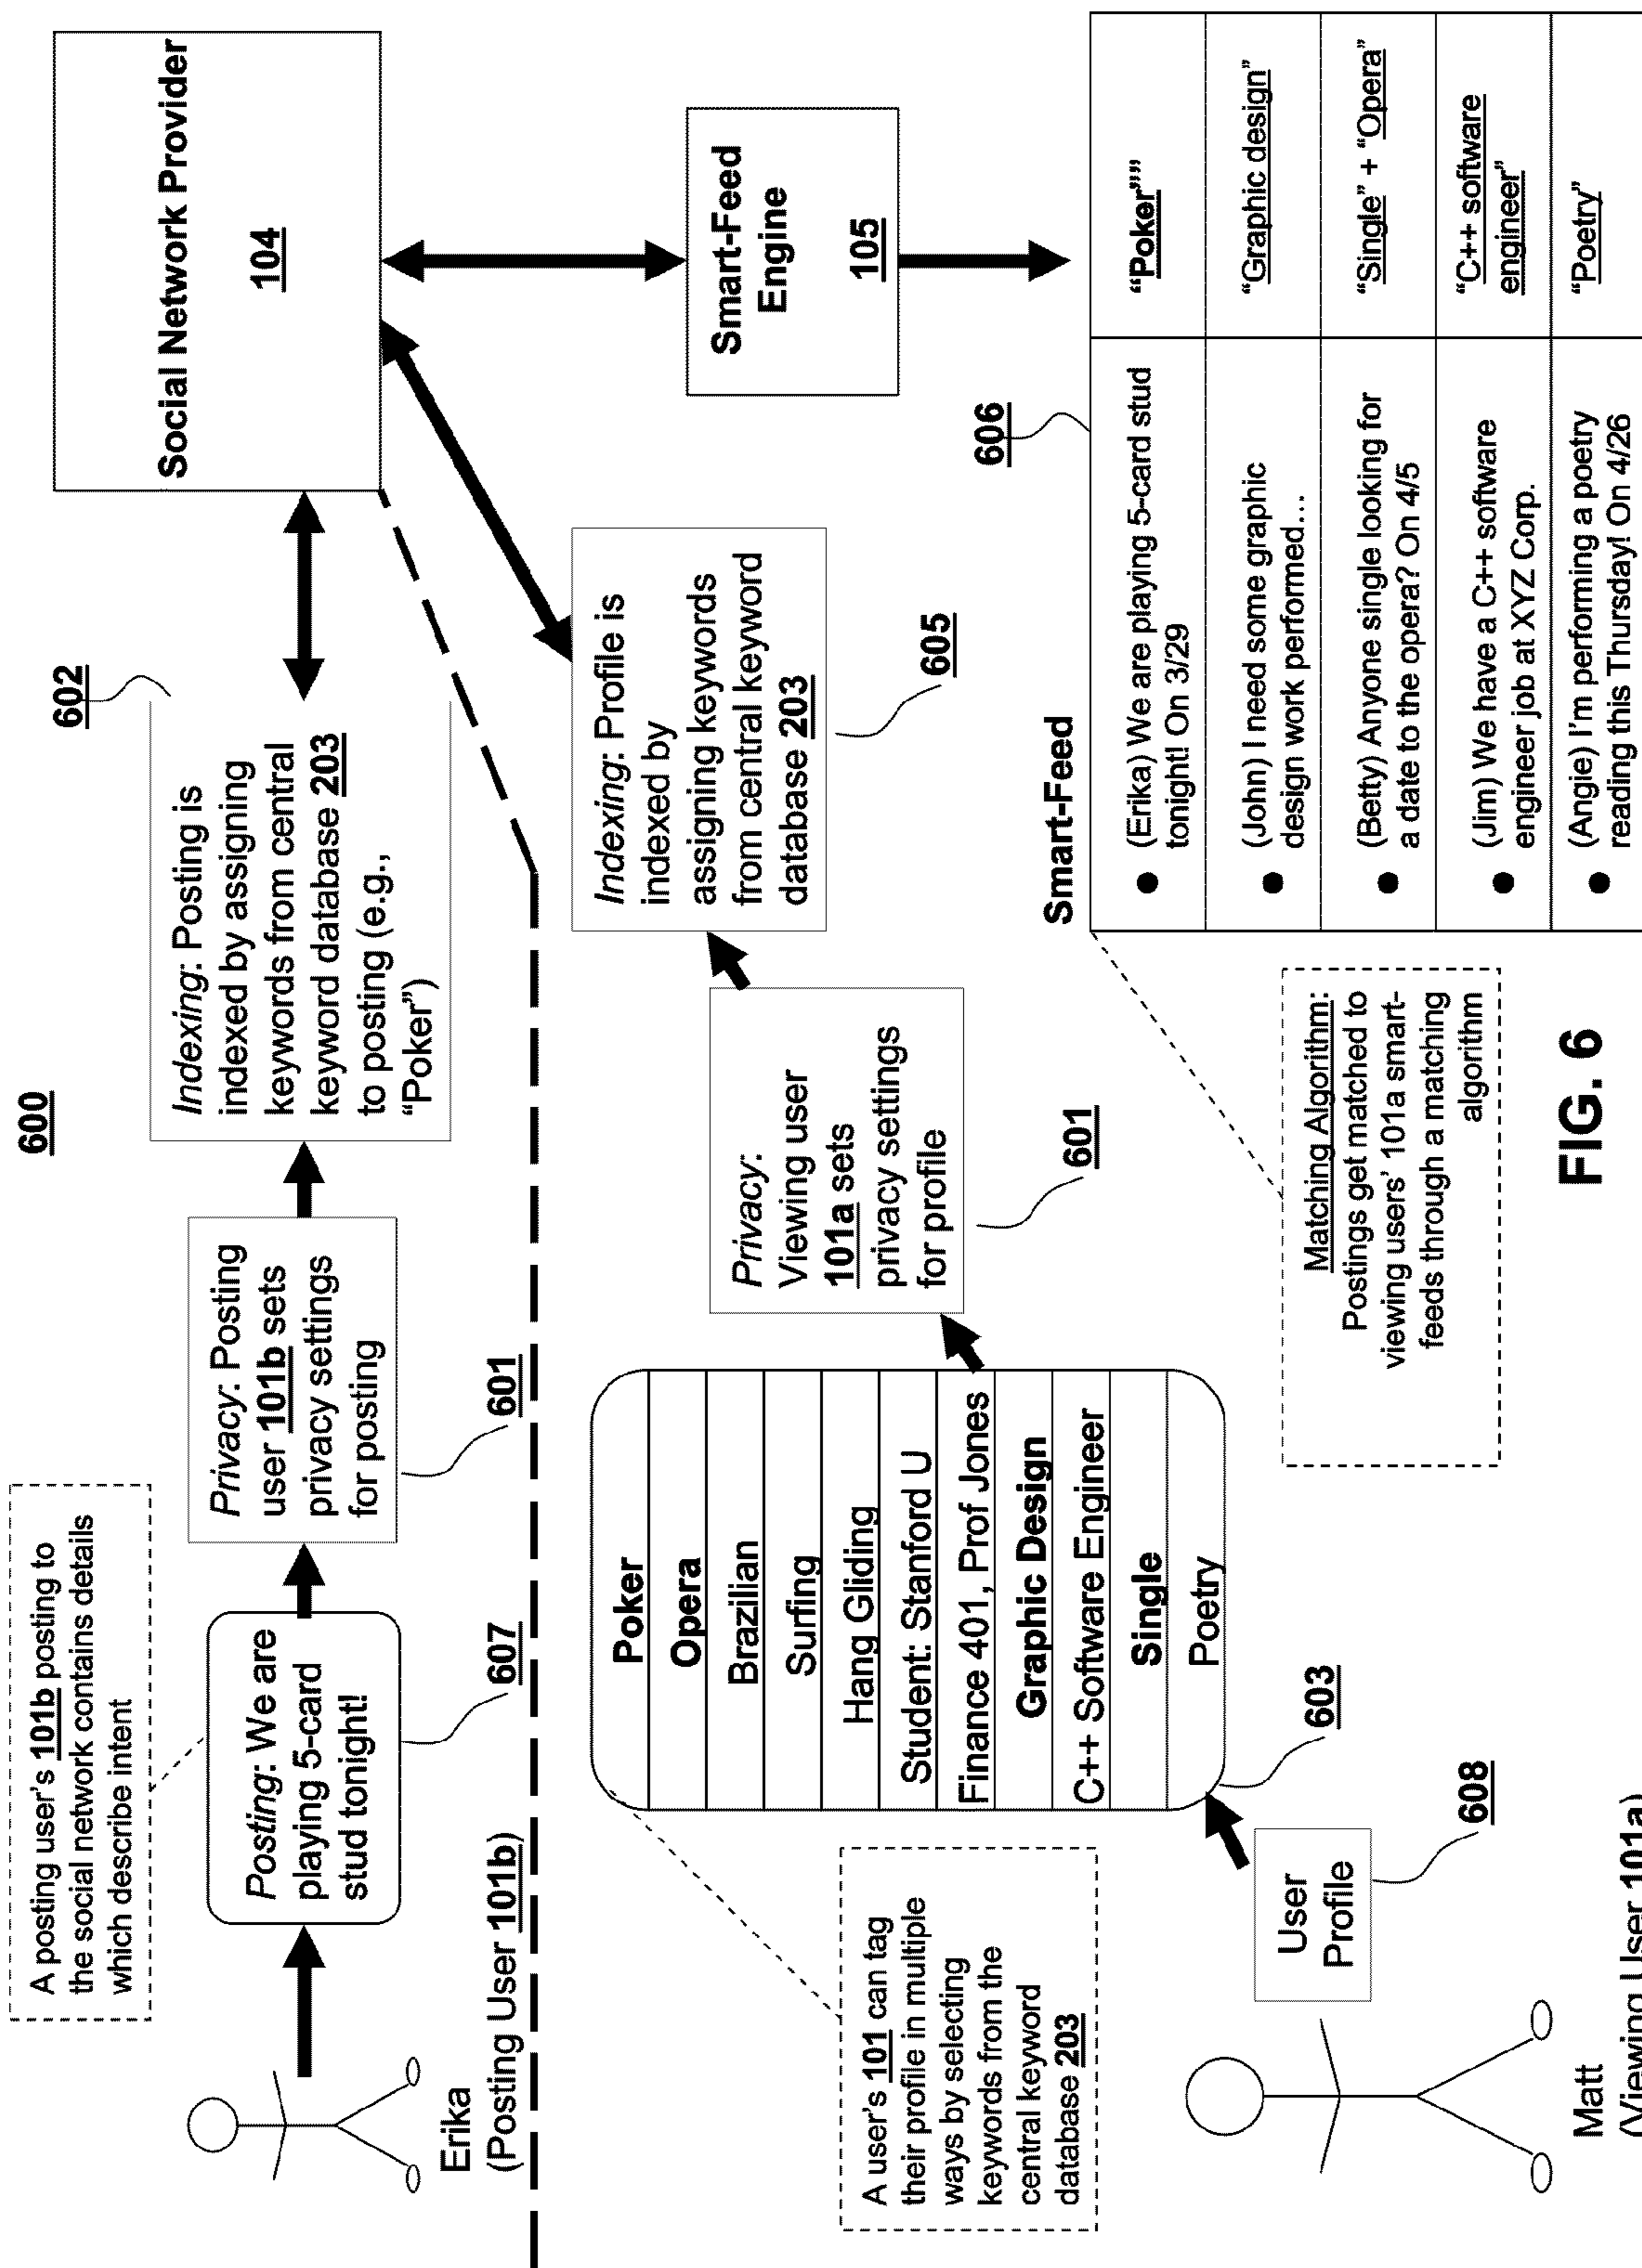 600
A posting user's 101b posting to
the social network contains details
which describe intent
Posting: We are
playing 5-card
stud tonight!
607
Privacy: Posting
user 101b sets
privacy settings
for posting
601
Indexing: Posting is
indexed by assigning
keywords from central
keyword database 203
to posting (e.g.,
“Poker”)
602
Social Network Provider
104
Erika
(Posting User 101b)
A user's 101 can tag
their profile in multiple
ways by selecting
keywords from the
central keyword
database 203
Poker
Opera
Brazilian
Surfing
Hang Gliding
Student: Stanford U
Finance 401, Prof Jones
Graphic Design
C++ Software Engineer
Single
Poetry
603
User
Profile
608
Matt
(Viewing User 101a)
Privacy:
Viewing user
101a sets
privacy settings
for profile
601
Indexing: Profile is
indexed by
assigning keywords
from central keyword
database 203
605
Smart-Feed
Engine
105
Matching Algorithm:
Postings get matched to
viewing users' 101a smart-
feeds through a matching
algorithm
Smart-Feed
606
● (Erika) We are playing 5-card stud
tonight! On 3/29
“Poker””
● (John) I need some graphic
design work performed…
“Graphic design”
● (Betty) Anyone single looking for
a date to the opera? On 4/5
“Single” + “Opera”
● (Jim) We have a C++ software
engineer job at XYZ Corp.
“C++ software
engineer”
● (Angie) I'm performing a poetry
reading this Thursday! On 4/26
“Poetry”
FIG. 6